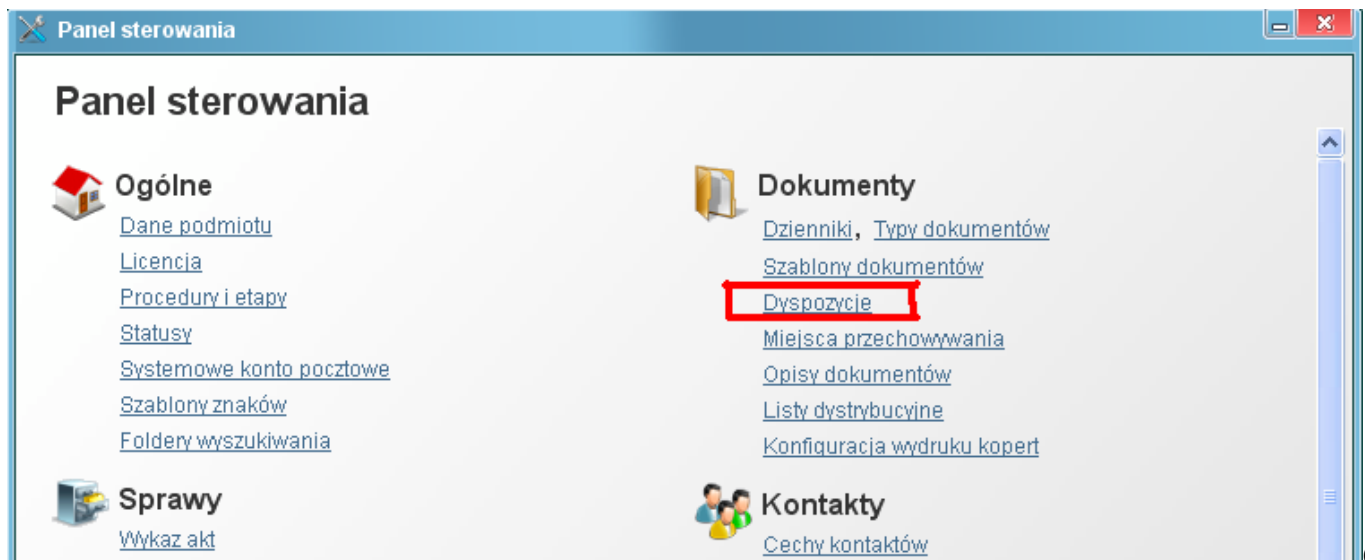 Panel sterowania
Panel sterowania
Ogólne
Dane podmiotu
Licencja
Procedury i etapy
Statusy
Systemowe konto pocztowe
Szablony znaków
Foldery wyszukiwania
Dokumenty
Dzienniki, Typy dokumentów
Szablony dokumentów
Dyspozycje
Miejsca przechowywania
Opisy dokumentów
Listy dystrybucyjne
Konfiguracja wydruku kopert
Sprawy
Wykaz akt
Kontakty
Cechy kontaktów